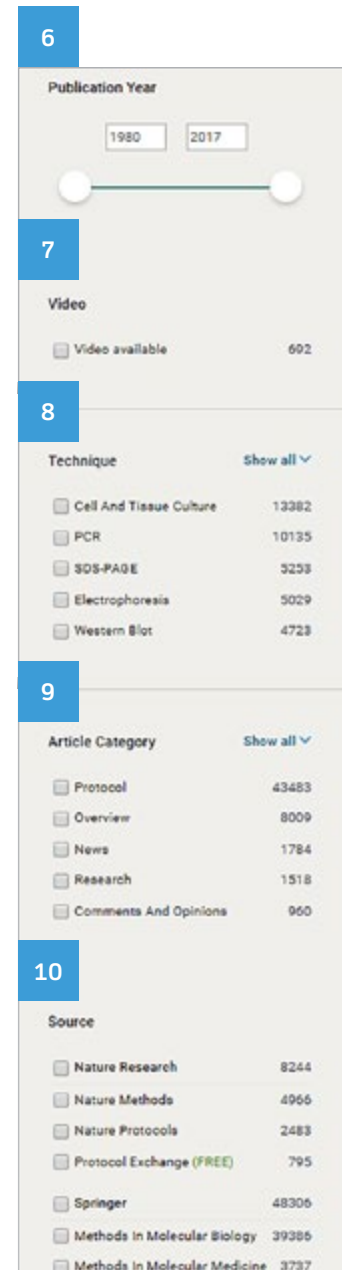 6
Publication Year
1980 2017
7
Video
Video available 692
8
Technique Show all
Cell And Tissue Culture 13382
PCR 10135
SDS-PAGE 5253
Electrophoresis 5029
Western Blot 4723
9
Article Category Show all
Protocol 43483
Overview 8009
News 1784
Research 1518
Comments And Opinions 960
10
Source
Nature Research 8244
Nature Methods 4966
Nature Protocols 2483
Protocol Exchange (FREE) 795
Springer 48306
Methods In Molecular Biology 39386
Methods In Molecular Medicine 3737